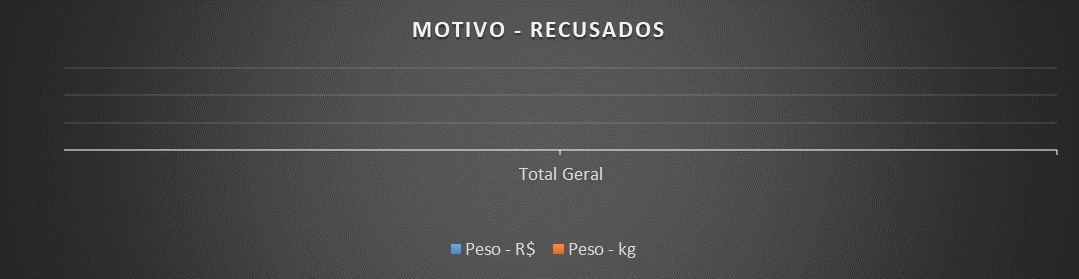 MOTIVO - RECUSADOS
Total Geral
Peso - R$ Peso - kg